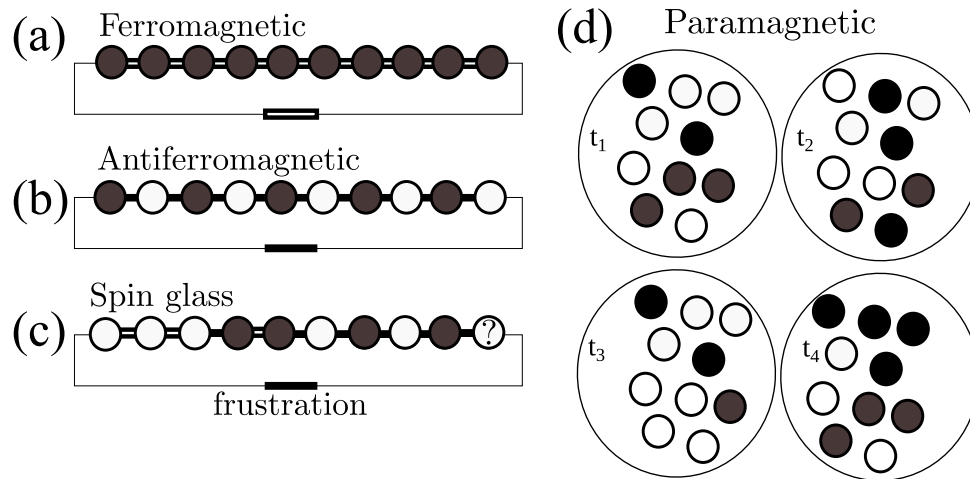 (a) Ferromagnetic
(b) Antiferromagnetic
(c) Spin glass
?
frustration
(d) Paramagnetic
t1
t2
t3
t4